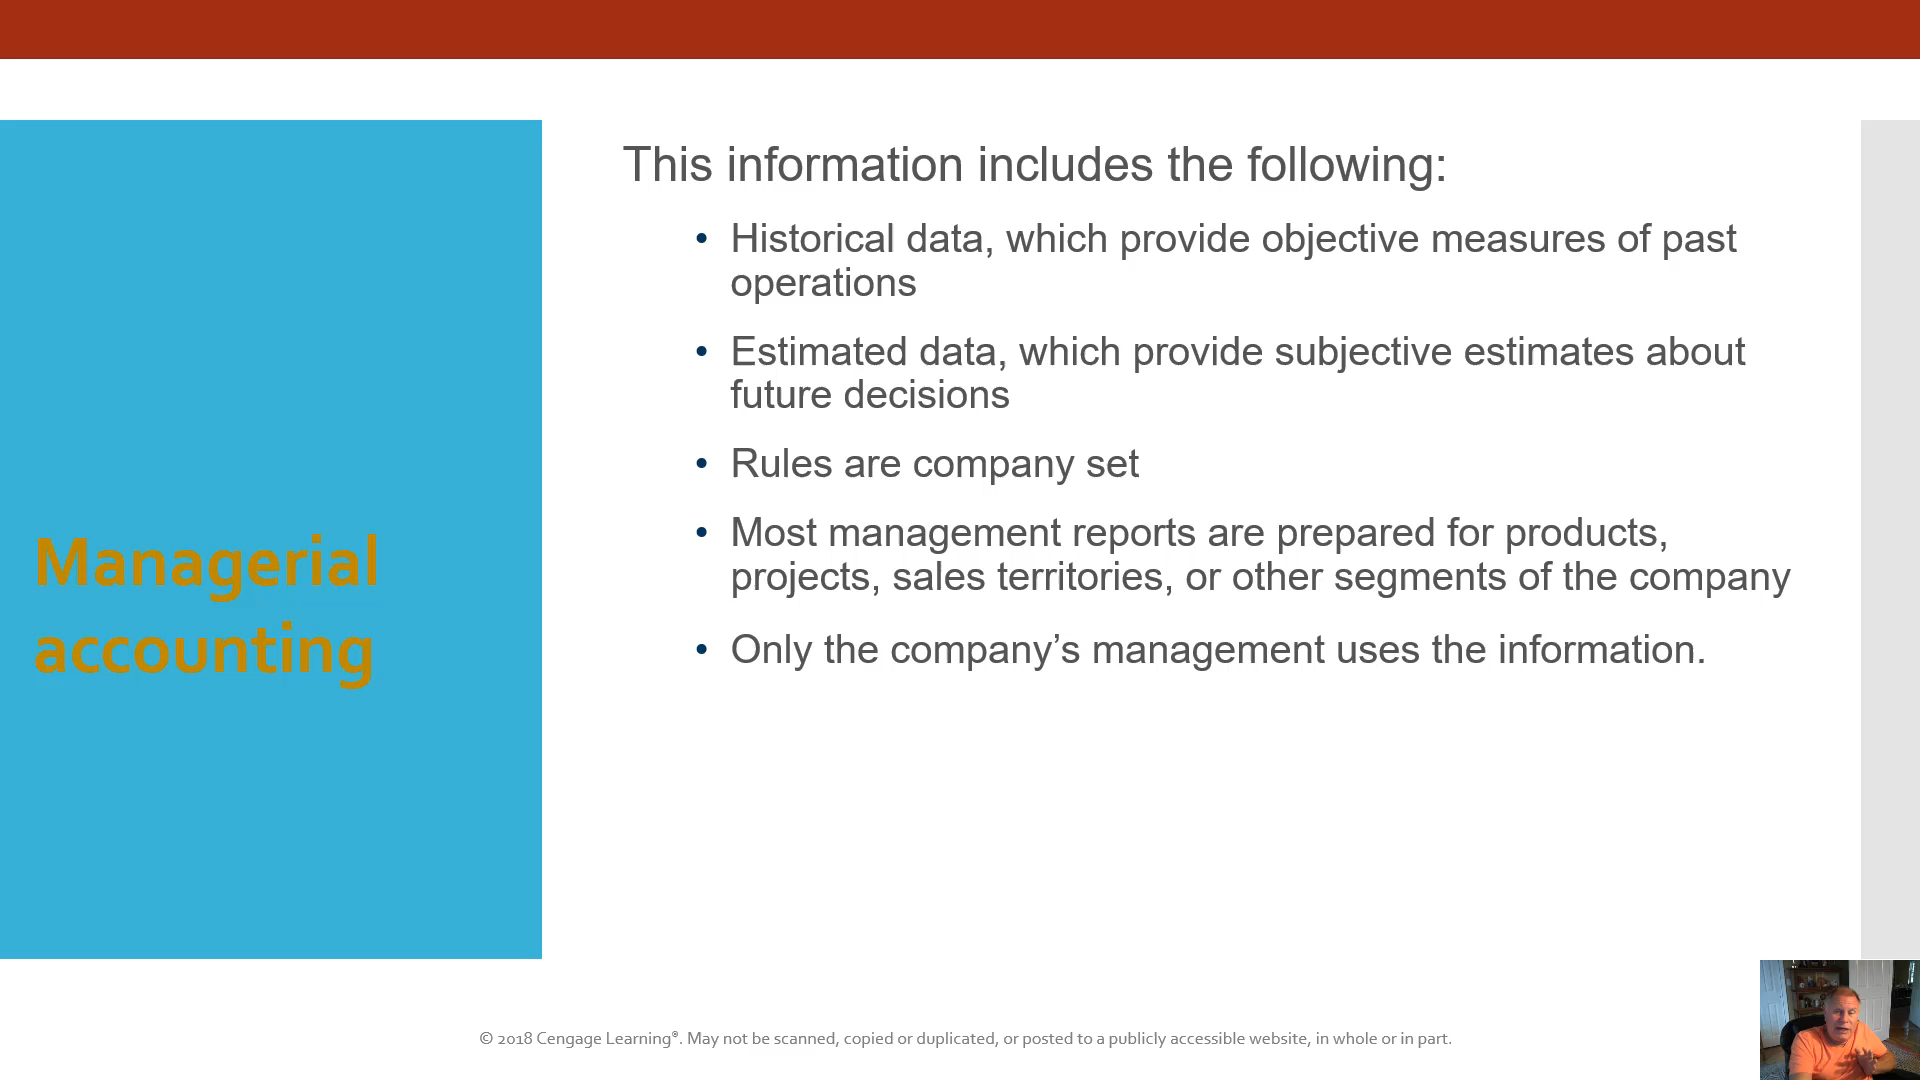 This information includes the following:
• Historical data, which provide objective measures of past
operations
• Estimated data, which provide subjective estimates about
future decisions
• Rules are company set
• Most management reports are prepared for products,
projects, sales territories, or other segments of the company
• Only the company’s management uses the information.
Managerial
accounting
© 2018 Cengage Learning®. May not be scanned, copied or duplicated, or posted to a publicly accessible website, in whole or in part.